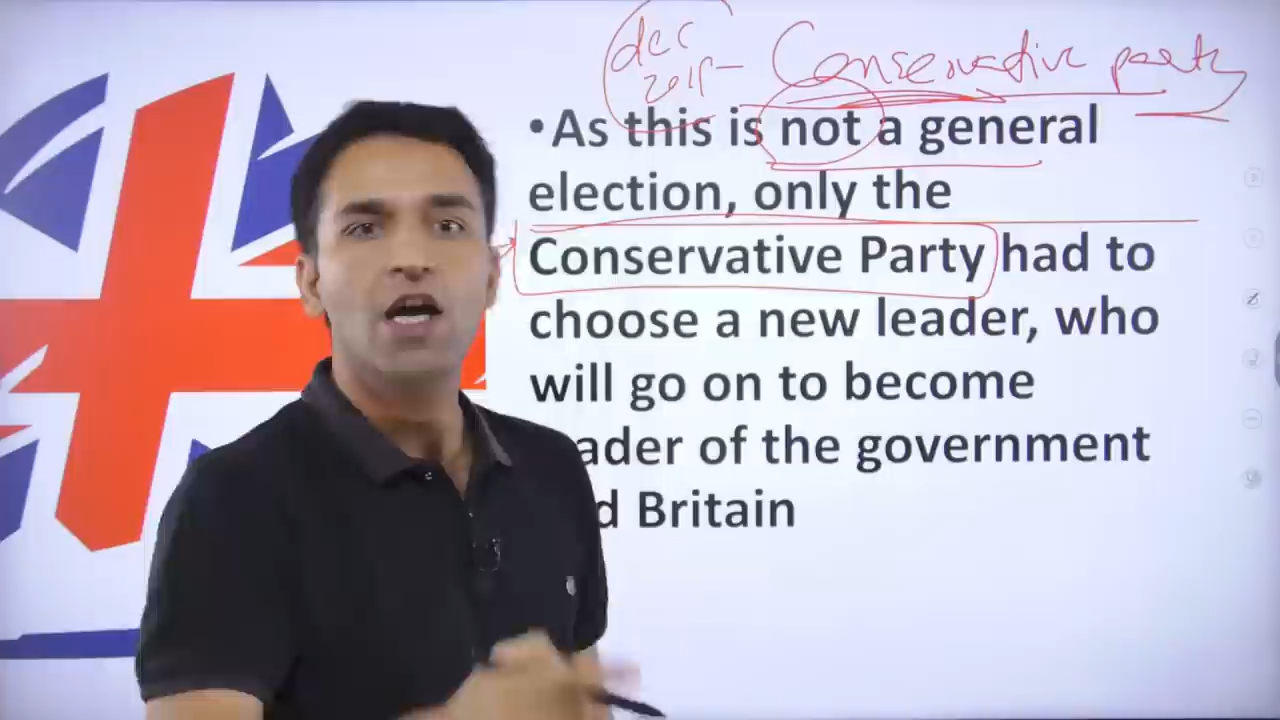 dec Conservative party
2019-
•As this is not a general
election, only the
Conservative Party had to
choose a new leader, who
will go on to become
ader of the government
d Britain